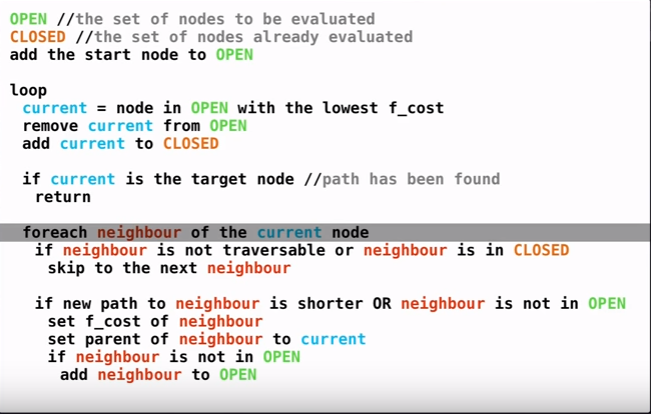 OPEN //the set of nodes to be evaluated
CLOSED //the set of nodes already evaluated
add the start node to OPEN
loop
current = node in OPEN with the lowest f_cost
remove current from OPEN
add current to CLOSED
if current is the target node //path has been found
return
foreach neighbour of the current node
if neighbour is not traversable or neighbour is in CLOSED
skip to the next neighbour
if new path to neighbour is shorter OR neighbour is not in OPEN
set f_cost of neighbour
set parent of neighbour to current
if neighbour is not in OPEN
add neighbour to OPEN